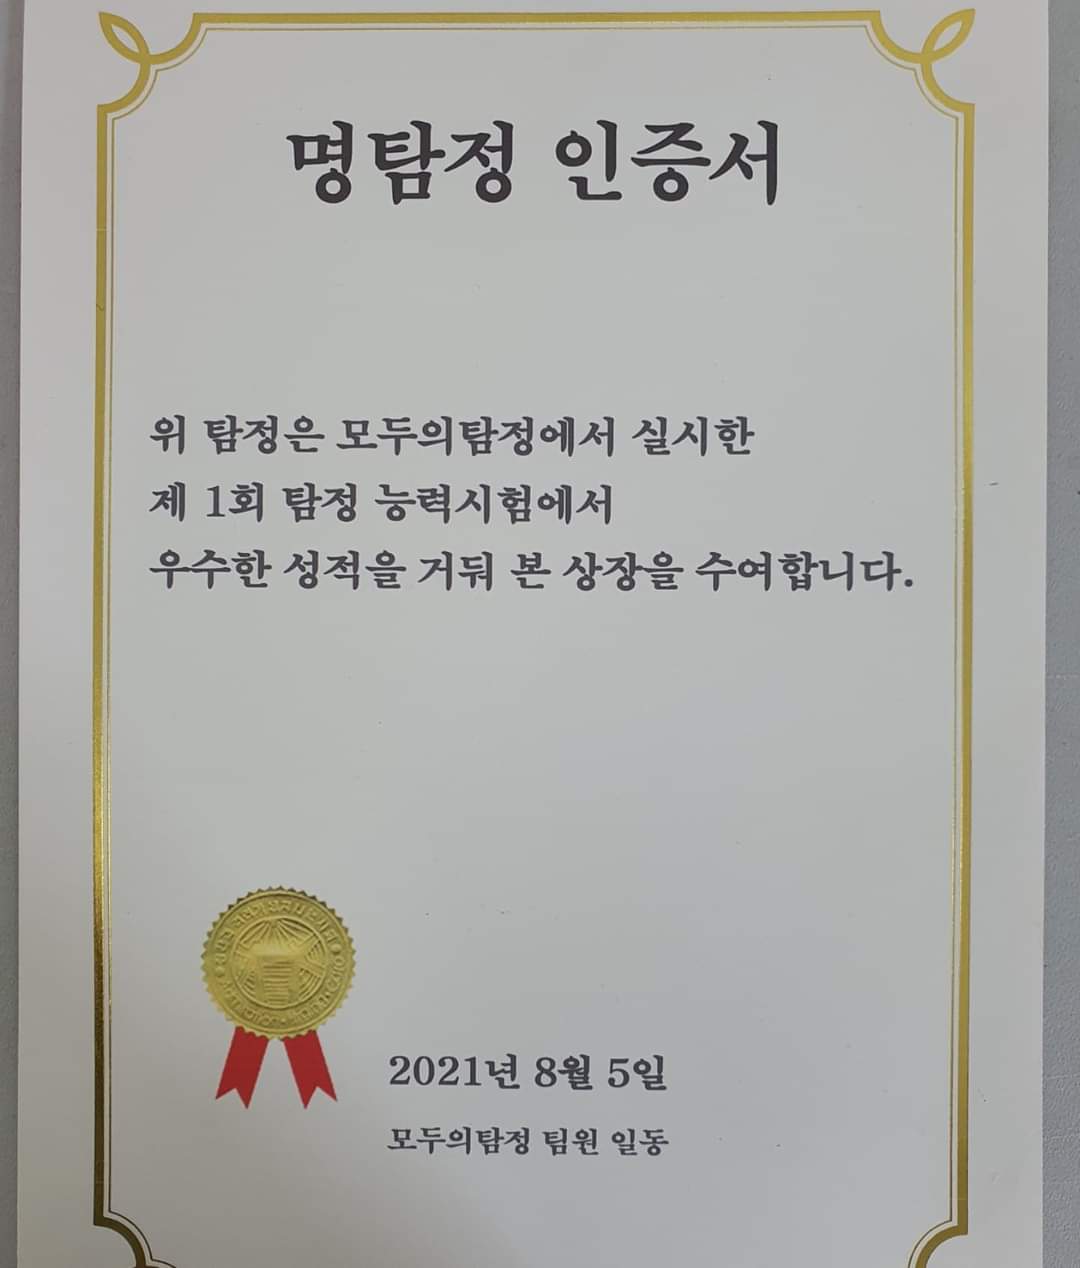 명탐정 인증서
위 탐정은 모두의탐정에서 실시한
제 1회 탐정 능력시험에서
우수한 성적을 거둬 본 상장을 수여합니다.
2021년 8월 5일
모두의탐정 팀원 일동